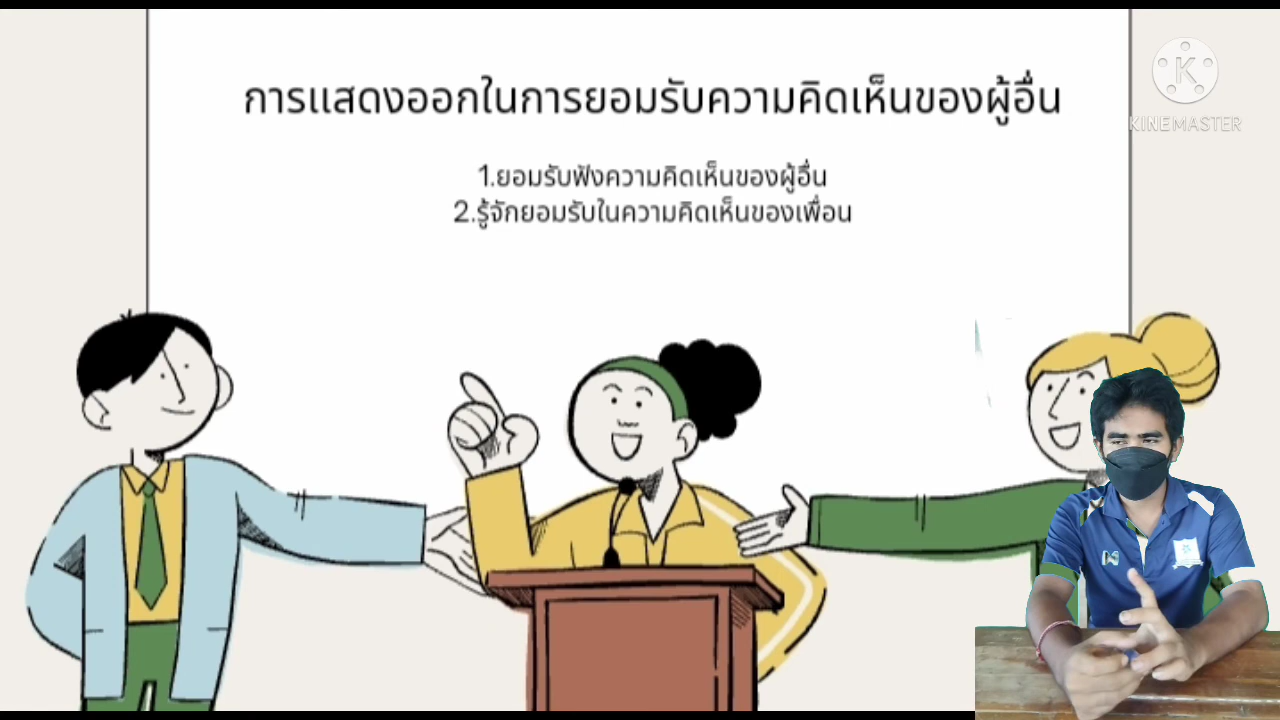 การแสดงออกในการยอมรับความคิดเห็นของผู้อื่น
1.ยอมรับฟังความคิดเห็นของผู้อื่น
2.รู้จักยอมรับในความคิดเห็นของเพื่อน
K
KINEMASTER